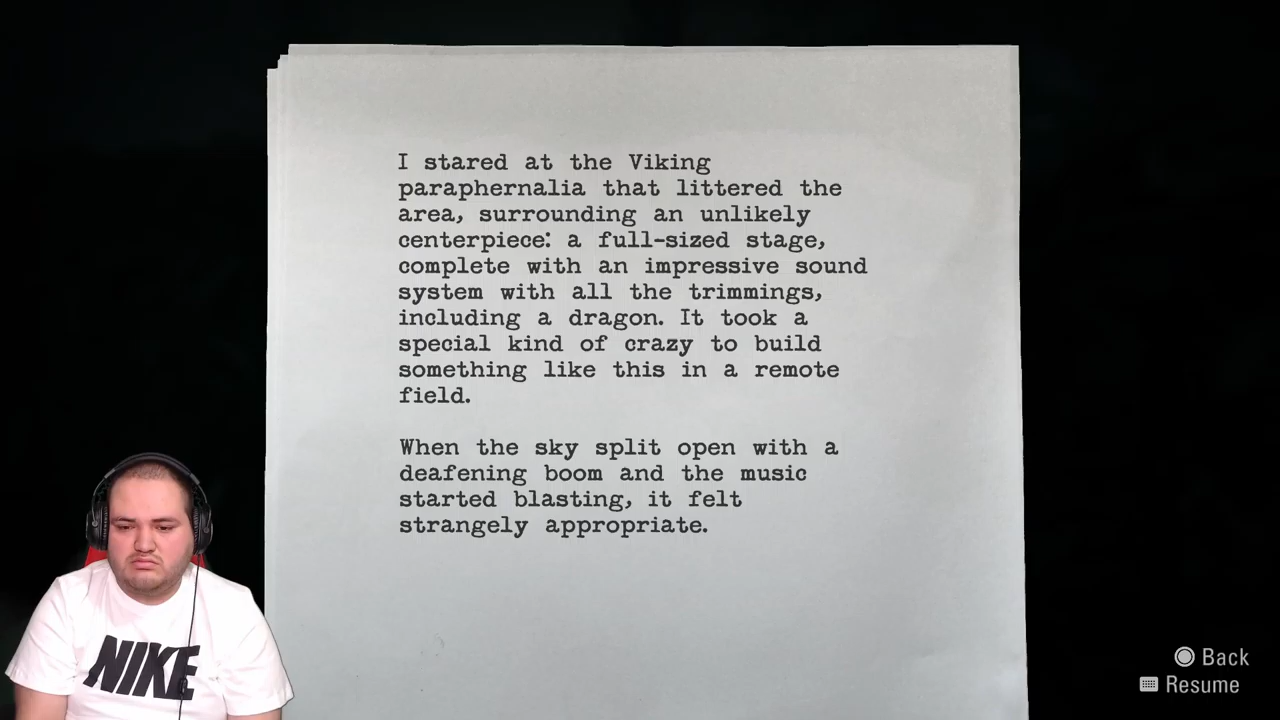 I stared at the Viking
paraphernalia that littered the
area, surrounding an unlikely
centerpiece: a full-sized stage,
complete with an impressive sound
system with all the trimmings,
including a dragon. It took a
special kind of crazy to build
something like this in a remote
field.
When the sky split open with a
deafening boom and the music
started blasting, it felt
strangely appropriate.
NIKE
Back
Resume